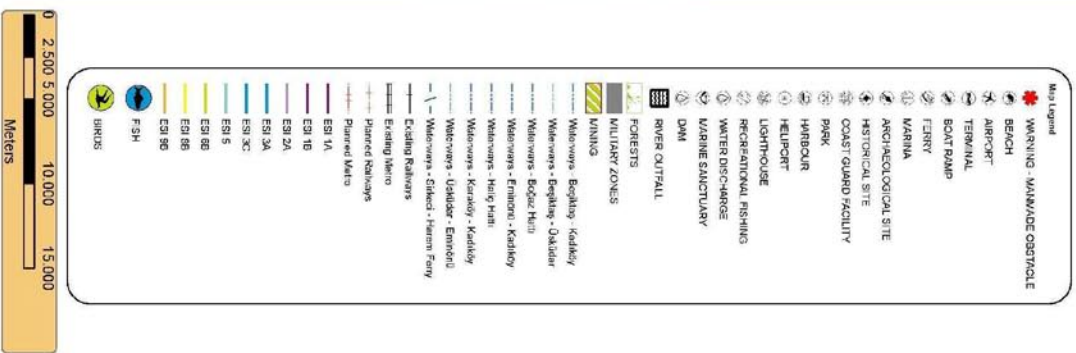 Map Legend
WARNING - MANMADE OBSTACLE
BEACH
AIRPORT
TERMINAL
BOAT RAMP
FERRY
MARINA
ARCHAEOLOGICAL SITE
HISTORICAL SITE
COAST GUARD FACILITY
PARK
HARBOUR
HELIPORT
LIGHTHOUSE
RECREATIONAL FISHING
WATER DISCHARGE
MARINE SANCTUARY
DAM
RIVER OUTFALL
FORESTS
MILITARY ZONES
MINING
Waterways - Beşiktaş - Kadıköy
Waterways - Beşiktaş - Üsküdar
Waterways - Boğaz Hattı
Waterways - Eminönü - Kadıköy
Waterways - Haliç Hattı
Waterways - Karaköy - Kadıköy
Waterways - Üsküdar - Eminönü
Waterways - Sirkeci - Harem Ferry
Existing Railways
Existing Metro
Planned Railways
Planned Metro
ESI 1A
ESI 1B
ESI 2A
ESI 3A
ESI 3C
ESI 5
ESI 6B
ESI 8B
ESI 9B
FISH
BIRDS
0 2.500 5.000 10.000 15.000
Meters